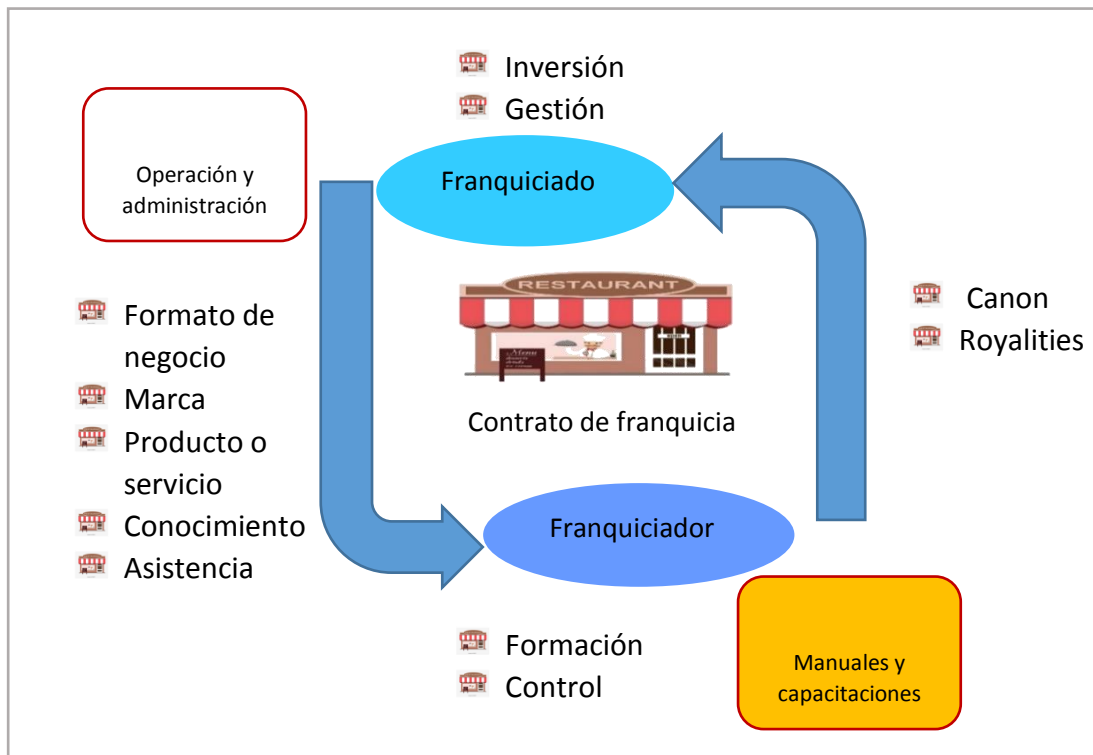 Inversión
Gestión
Operación y
administración
Franquiciado
RESTAURANT
Menu
Formato de
negocio
Marca
Producto o
servicio
Conocimiento
Asistencia
Canon
Royalities
Contrato de franquicia
Franquiciador
Formación
Control
Manuales y
capacitaciones